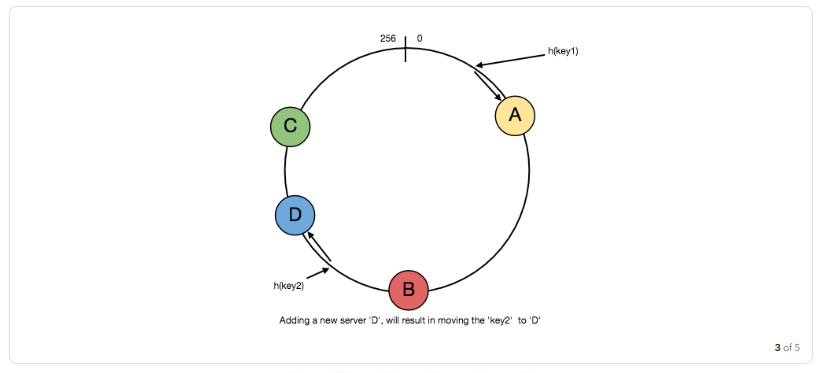 256 0
h(key1)
A
C
D
h(key2)
B
Adding a new server 'D', will result in moving the 'key2' to 'D'
3 of 5